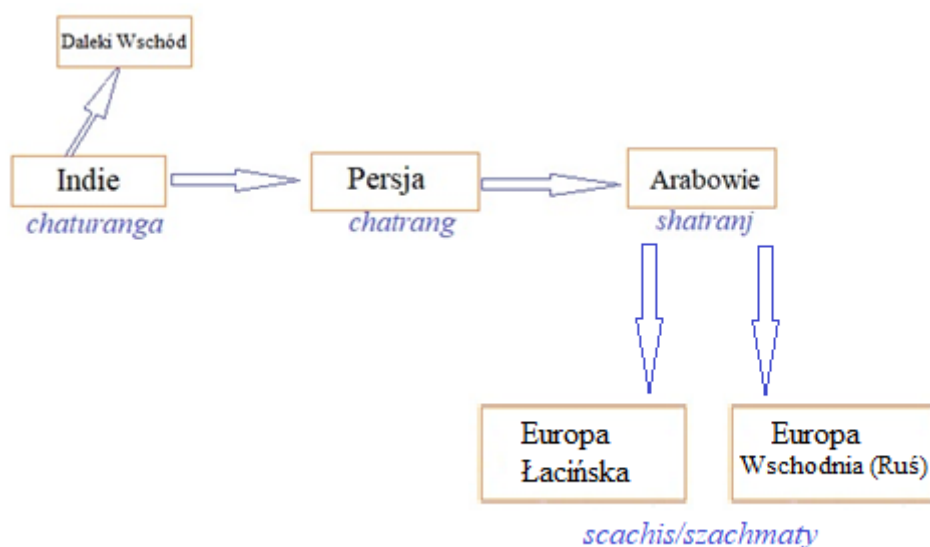 Daleki Wschód
Indie
chaturanga
Persja
chatrang
Arabowie
shatranj
Europa
Łacińska
Europa
Wschodnia (Ruś)
scachis/szachmaty